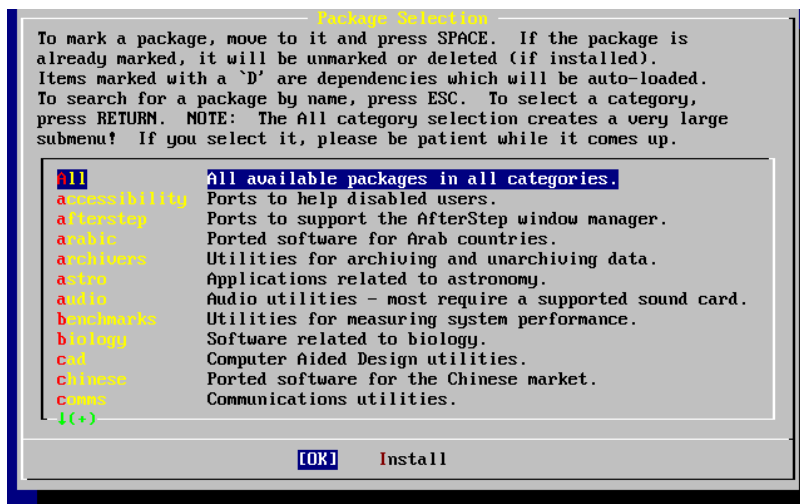 Package Selection
To mark a package, move to it and press SPACE. If the package is
already marked, it will be unmarked or deleted (if installed).
Items marked with a `D' are dependencies which will be auto-loaded.
To search for a package by name, press ESC. To select a category,
press RETURN. NOTE: The All category selection creates a very large
submenu! If you select it, please be patient while it comes up.
All All available packages in all categories.
accessibility Ports to help disabled users.
afterstep Ports to support the AfterStep window manager.
arabic Ported software for Arab countries.
archivers Utilities for archiving and unarchiving data.
astro Applications related to astronomy.
audio Audio utilities - most require a supported sound card.
benchmarks Utilities for measuring system performance.
biology Software related to biology.
cad Computer Aided Design utilities.
chinese Ported software for the Chinese market.
comms Communications utilities.
↓(+)
[OK] Install